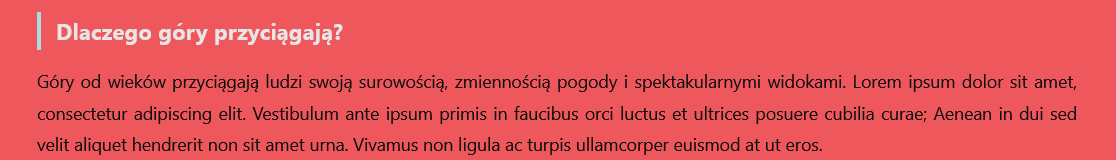 Dlaczego góry przyciągają?
Góry od wieków przyciągają ludzi swoją surowością, zmiennością pogody i spektakularnymi widokami. Lorem ipsum dolor sit amet,
consectetur adipiscing elit. Vestibulum ante ipsum primis in faucibus orci luctus et ultrices posuere cubilia curae; Aenean in dui sed
velit aliquet hendrerit non sit amet urna. Vivamus non ligula ac turpis ullamcorper euismod at ut eros.